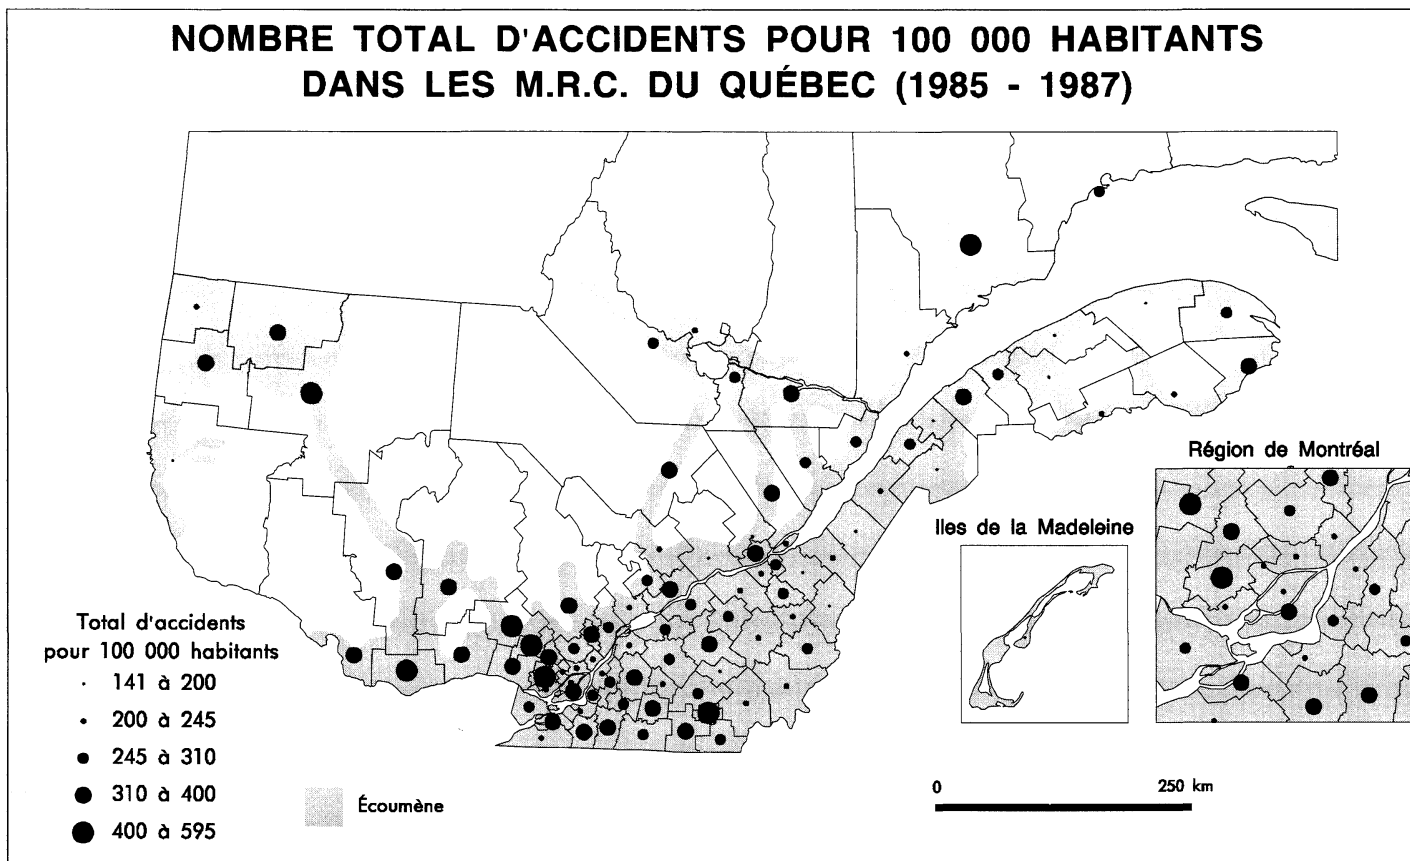 NOMBRE TOTAL D'ACCIDENTS POUR 100 000 HABITANTS
DANS LES M.R.C. DU QUÉBEC (1985 - 1987)
Région de Montréal
Iles de la Madeleine
Total d'accidents
pour 100 000 habitants
141 à 200
200 à 245
245 à 310
310 à 400
400 à 595
Écoumène
0 250 km